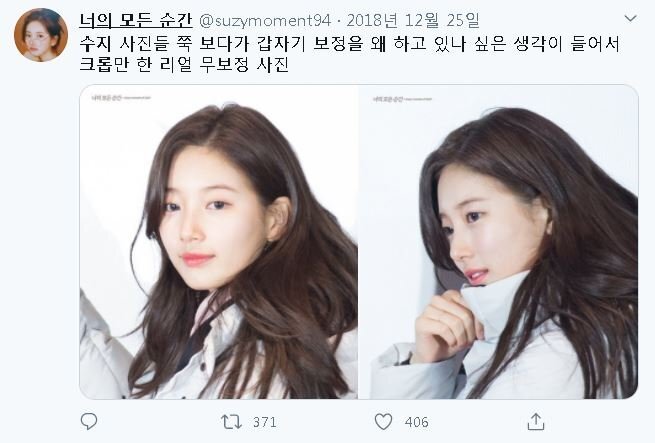 너의 모든 순간 @suzymoment94 · 2018년 12월 25일
수지 사진들 쭉 보다가 갑자기 보정을 왜 하고 있나 싶은 생각이 들어서
크롭만 한 리얼 무보정 사진
너의 모든 순간
너의 모든 순간
371
406